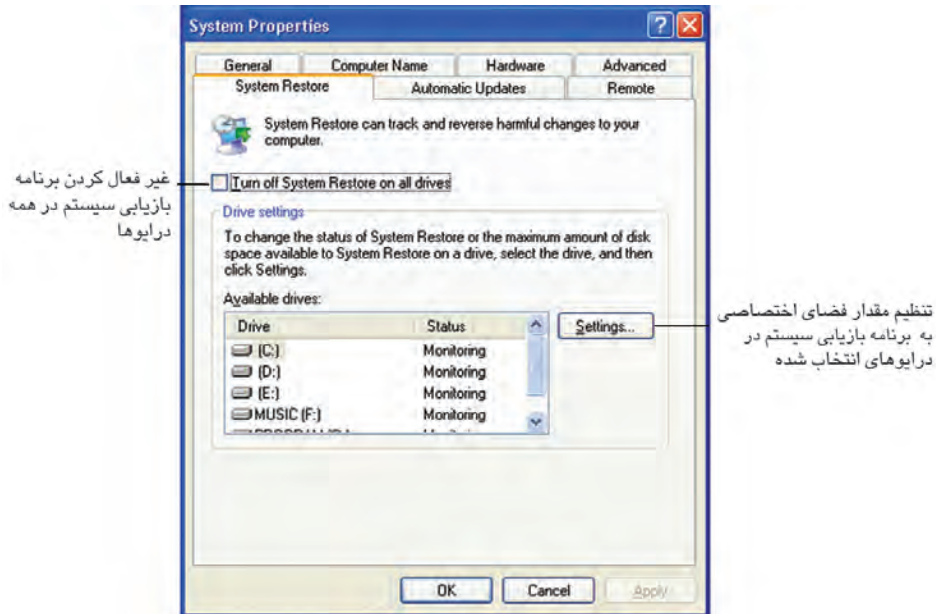 System Properties
General Computer Name Hardware Advanced
System Restore Automatic Updates Remote
System Restore can track and reverse harmful changes to your
computer.
غیر فعال کردن برنامه
بازیابی سیستم در همه
درایوها
Turn off System Restore on all drives
Drive settings
To change the status of System Restore or the maximum amount of disk
space available to System Restore on a drive, select the drive, and then
click Settings.
Available drives:
Drive Status
Settings...
(C:) Monitoring
(D:) Monitoring
(E:) Monitoring
MUSIC (F:) Monitoring
تنظیم مقدار فضای اختصاصی
به برنامه بازیابی سیستم در
درایوهای انتخاب شده
OK Cancel Apply